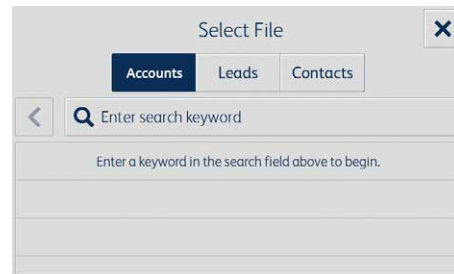 Select File
Accounts Leads Contacts
Enter search keyword
Enter a keyword in the search field above to begin.